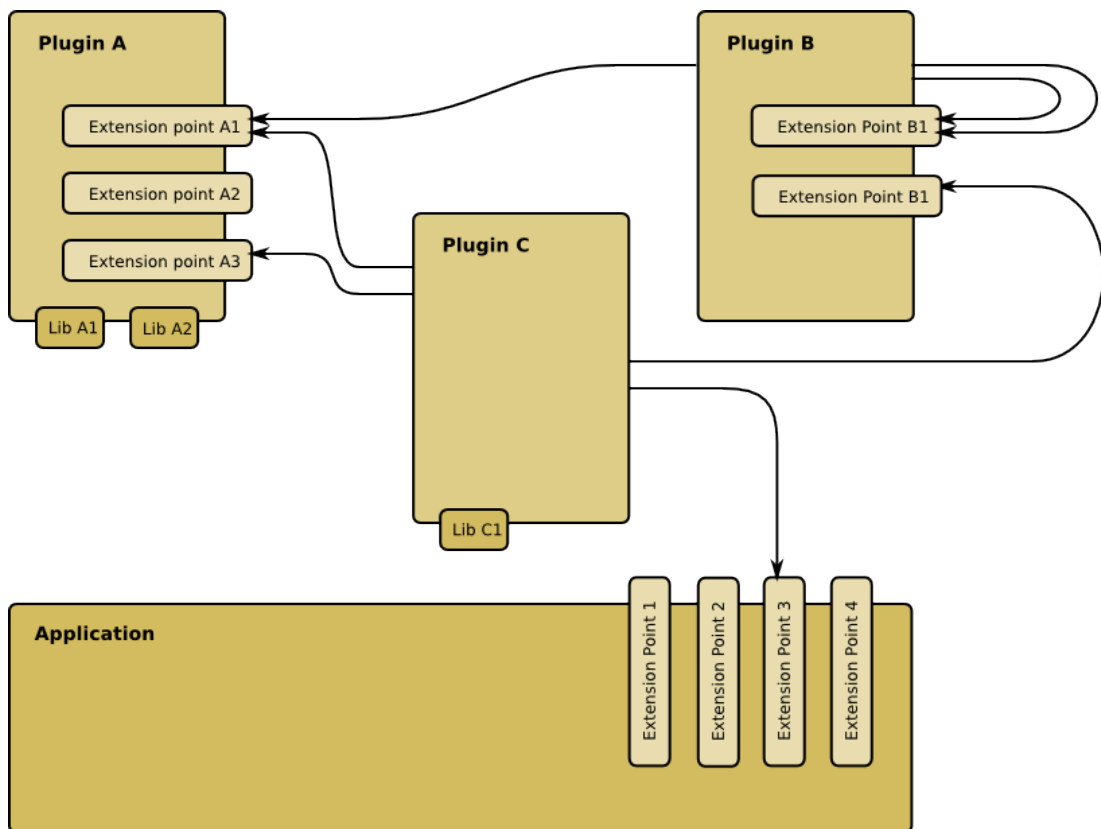 Plugin A
Extension point A1
Extension point A2
Extension point A3
Lib A1
Lib A2
Plugin B
Extension Point B1
Extension Point B1
Plugin C
Lib C1
Application
Extension Point 1
Extension Point 2
Extension Point 3
Extension Point 4